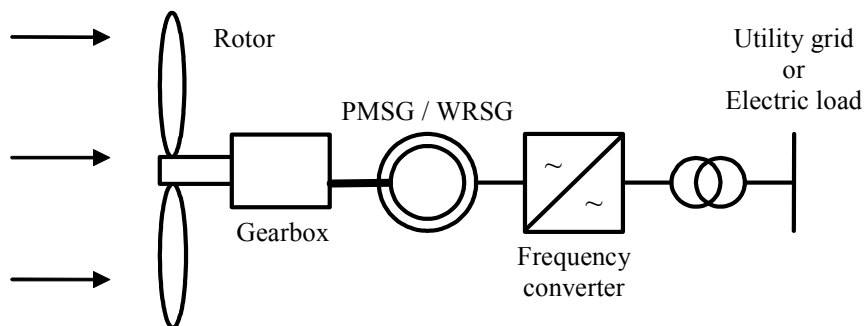 Rotor
Utility grid
or
Electric load
PMSG / WRSG
~
~
Gearbox
Frequency
converter